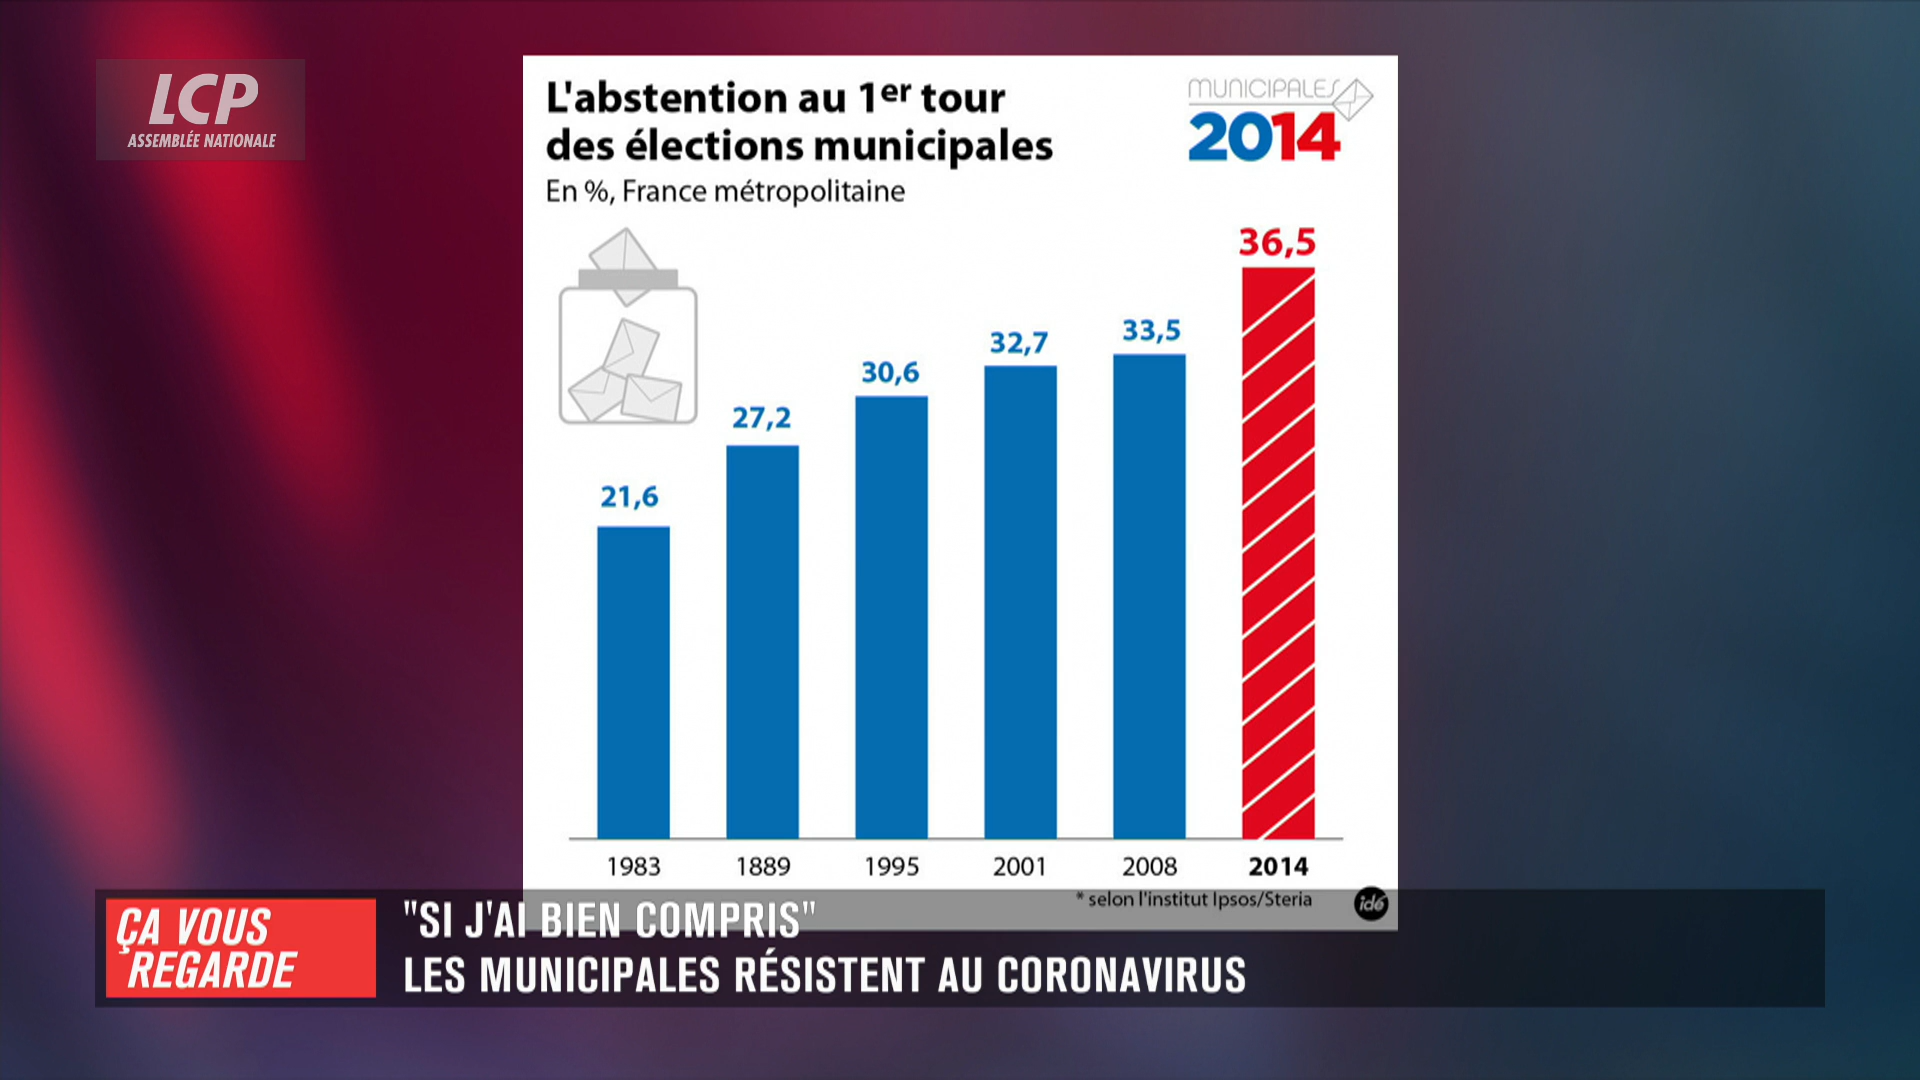 LCP
ASSEMBLÉE NATIONALE
L'abstention au 1er tour
des élections municipales
En %, France métropolitaine
MUNICIPALES
2014
21,6
27,2
30,6
32,7
33,5
36,5
1983
1889
1995
2001
2008
2014
* selon l'institut Ipsos/Steria
idé
ÇA VOUS
REGARDE
"SI J'AI BIEN COMPRIS"
LES MUNICIPALES RÉSISTENT AU CORONAVIRUS